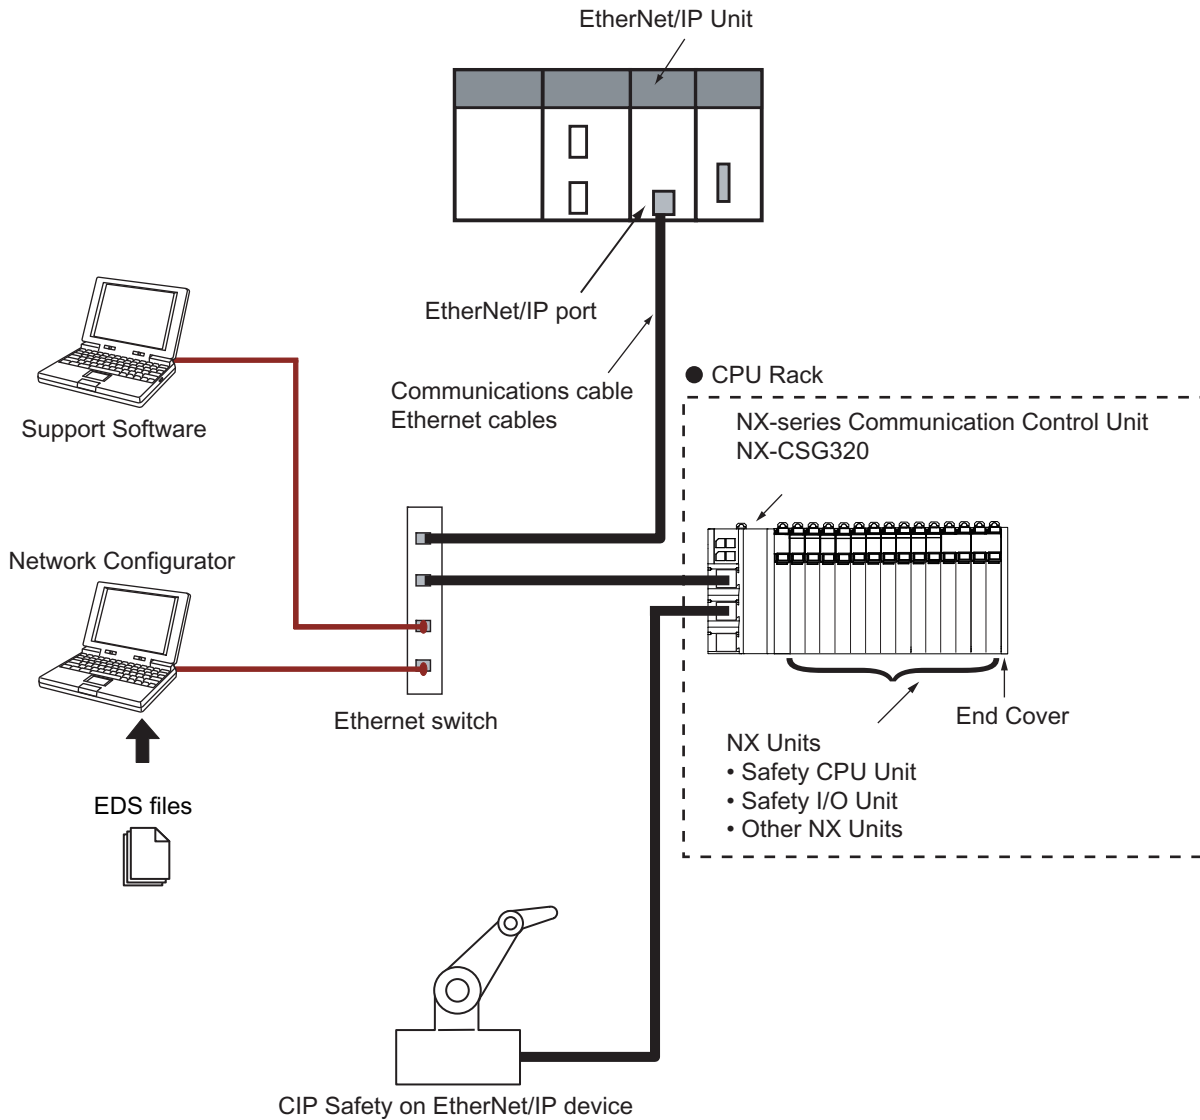 EtherNet/IP Unit
EtherNet/IP port
Communications cable
Ethernet cables
● CPU Rack
NX-series Communication Control Unit
NX-CSG320
Support Software
Network Configurator
Ethernet switch
End Cover
NX Units
• Safety CPU Unit
• Safety I/O Unit
• Other NX Units
EDS files
CIP Safety on EtherNet/IP device